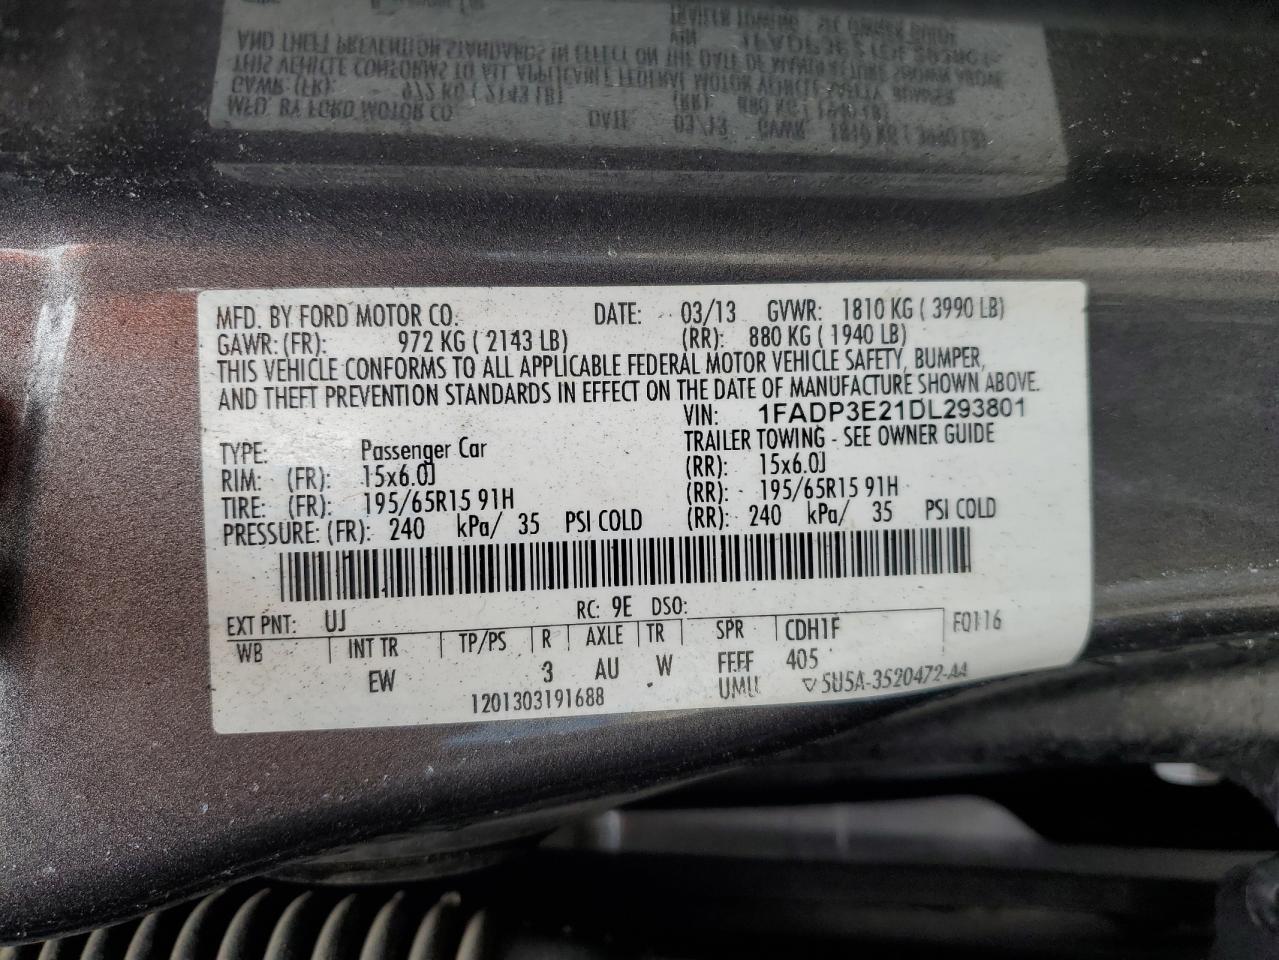 MFD. BY FORD MOTOR CO. DATE: 03/13 GVWR: 1810 KG ( 3990 LB)
GAWR: (FR): 972 KG ( 2143 LB) (RR): 880 KG ( 1940 LB)
THIS VEHICLE CONFORMS TO ALL APPLICABLE FEDERAL MOTOR VEHICLE SAFETY, BUMPER,
AND THEFT PREVENTION STANDARDS IN EFFECT ON THE DATE OF MANUFACTURE SHOWN ABOVE.
VIN: 1FADP3E21DL293801
TYPE: Passenger Car TRAILER TOWING - SEE OWNER GUIDE
RIM: (FR): 15x6.0J (RR): 15x6.0J
TIRE: (FR): 195/65R15 91H (RR): 195/65R15 91H
PRESSURE: (FR): 240 kPa/ 35 PSI COLD (RR): 240 kPa/ 35 PSI COLD
EXT PNT: UJ RC: 9E DSO:
WB INT TR TP/PS R AXLE TR SPR CDH1F FQ116
EW 3 AU W FFFF 405
1201303191688 UMU ▽5U5A-3520472-AA